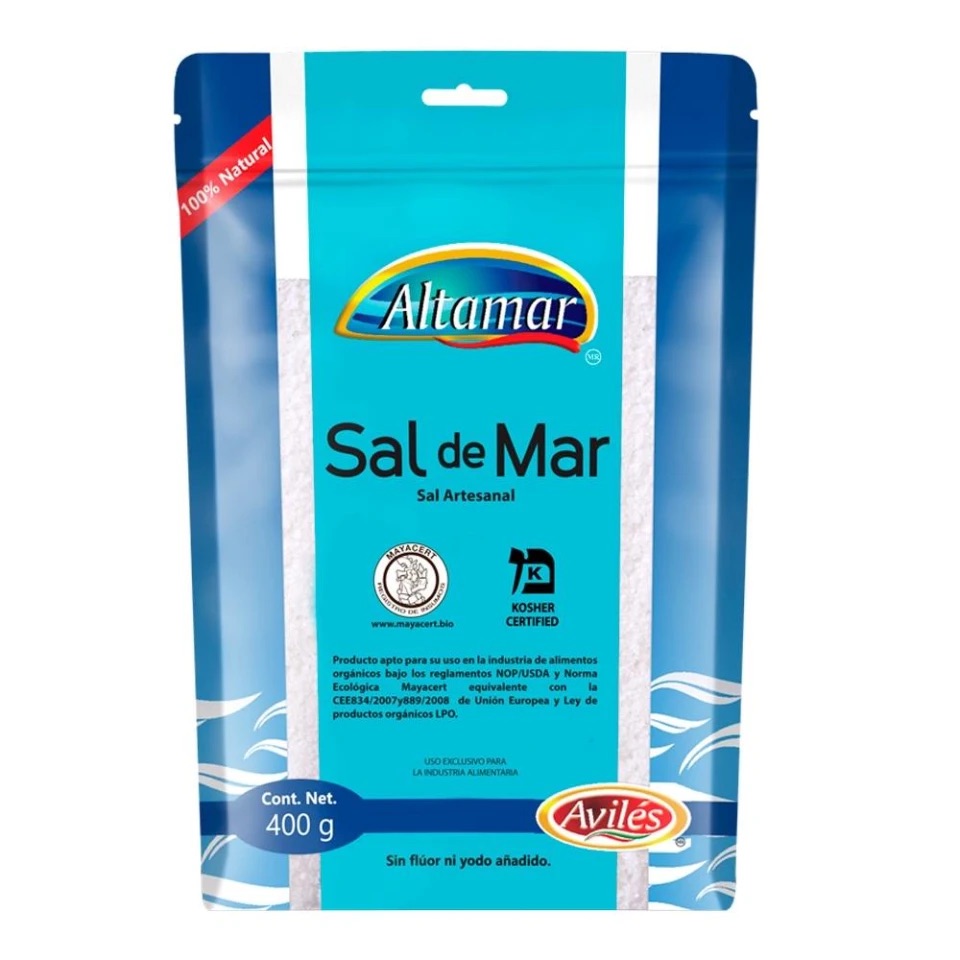 100% Natural
Altamar
MR
Sal de Mar
Sal Artesanal
MAYACERT
REGISTRO DE INSUMOS
www.mayacert.bio
K
KOSHER
CERTIFIED
Producto apto para su uso en la industria de alimentos
orgánicos bajo los reglamentos NOP/USDA y Norma
Ecológica Mayacert equivalente con la
CEE834/2007y889/2008 de Unión Europea y Ley de
productos orgánicos LPO.
USO EXCLUSIVO PARA
LA INDUSTRIA ALIMENTARIA
Cont. Net.
400 g
Avilés
Sin flúor ni yodo añadido.